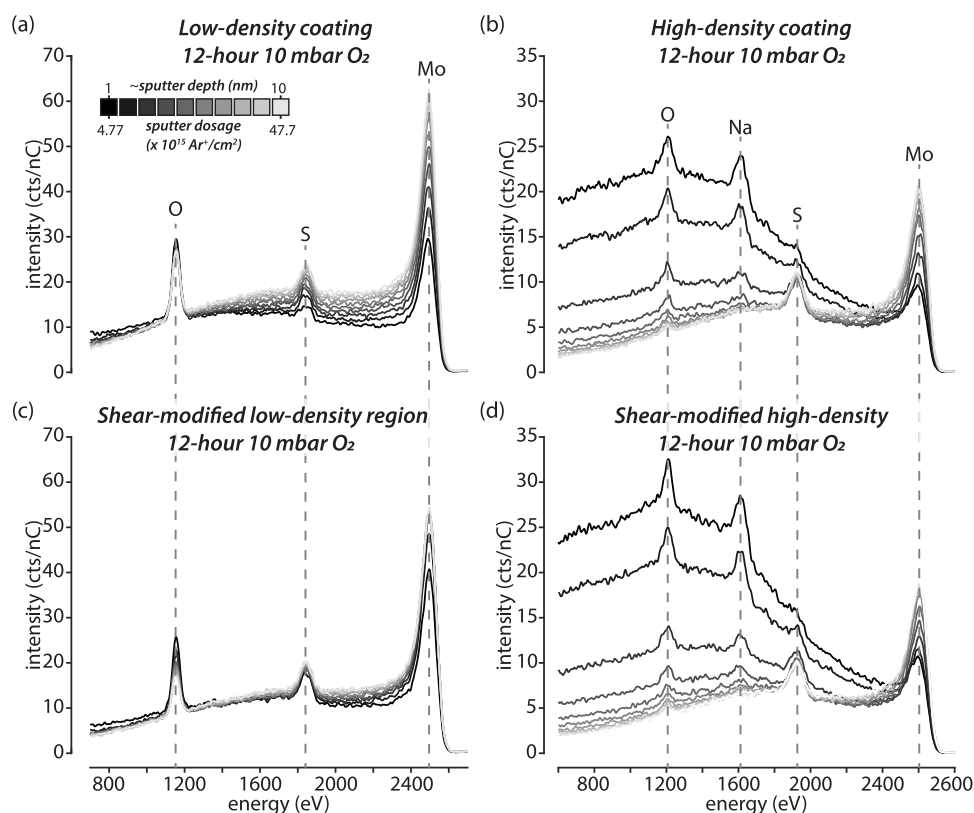 (a)
Low-density coating
12-hour 10 mbar O₂
70
60
50
40
30
20
10
0
intensity (cts/nC)
1 ~sputter depth (nm) 10
4.77 sputter dosage 47.7
(x 10¹⁵ Ar⁺/cm²)
O
S
Mo
(b)
High-density coating
12-hour 10 mbar O₂
35
30
25
20
15
10
5
0
intensity (cts/nC)
O
Na
S
Mo
(c)
Shear-modified low-density region
12-hour 10 mbar O₂
70
60
50
40
30
20
10
0
intensity (cts/nC)
800 1200 1600 2000 2400
energy (eV)
(d)
Shear-modified high-density
12-hour 10 mbar O₂
35
30
25
20
15
10
5
0
intensity (cts/nC)
800 1200 1600 2000 2400 2600
energy (eV)